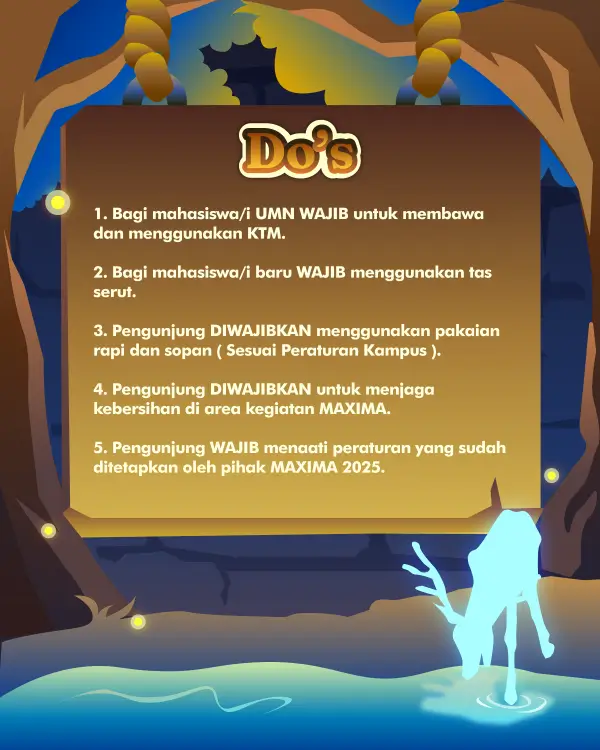 Do's
1. Bagi mahasiswa/i UMN WAJIB untuk membawa
dan menggunakan KTM.
2. Bagi mahasiswa/i baru WAJIB menggunakan tas
serut.
3. Pengunjung DIWAJIBKAN menggunakan pakaian
rapi dan sopan ( Sesuai Peraturan Kampus ).
4. Pengunjung DIWAJIBKAN untuk menjaga
kebersihan di area kegiatan MAXIMA.
5. Pengunjung WAJIB menaati peraturan yang sudah
ditetapkan oleh pihak MAXIMA 2025.